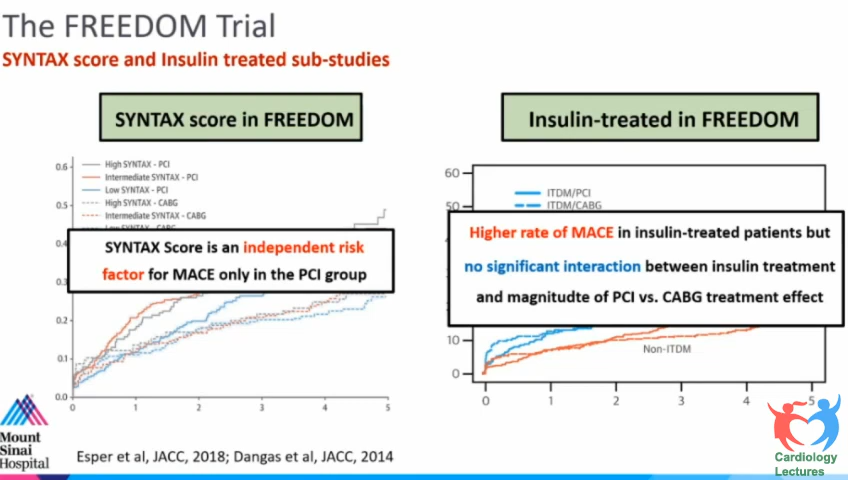 The FREEDOM Trial
SYNTAX score and Insulin treated sub-studies
SYNTAX score in FREEDOM
0.6
0.4
0.3
0.2
0.1
0.0
High SYNTAX - PCI
Intermediate SYNTAX - PCI
Low SYNTAX - PCI
High SYNTAX - CABG
Intermediate SYNTAX - CABG
Low SYNTAX - CABG
SYNTAX Score is an independent risk
factor for MACE only in the PCI group
0 1 2 3 4 5
Insulin-treated in FREEDOM
60
50
10
0
ITDM/PCI
ITDM/CABG
Higher rate of MACE in insulin-treated patients but
no significant interaction between insulin treatment
and magnitudte of PCI vs. CABG treatment effect
Non-ITDM
0 1 2 3 4 5
Mount
Sinai
Hospital
Esper et al, JACC, 2018; Dangas et al, JACC, 2014
Cardiology
Lectures